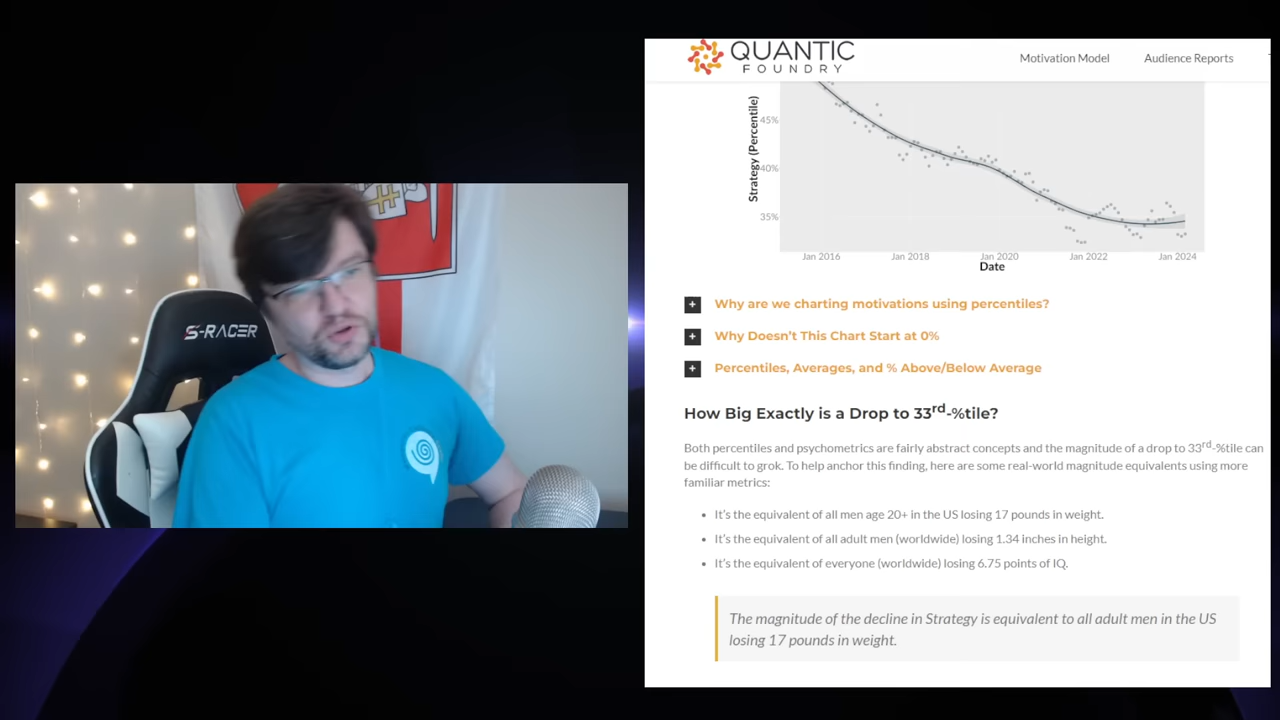 S-RACER
QUANTIC
FOUNDRY
Motivation Model
Audience Reports
Strategy (Percentile)
45%
40%
35%
Jan 2016
Jan 2018
Jan 2020
Jan 2022
Jan 2024
Date
+ Why are we charting motivations using percentiles?
+ Why Doesn’t This Chart Start at 0%
+ Percentiles, Averages, and % Above/Below Average
How Big Exactly is a Drop to 33rd-%tile?
Both percentiles and psychometrics are fairly abstract concepts and the magnitude of a drop to 33rd-%tile can
be difficult to grok. To help anchor this finding, here are some real-world magnitude equivalents using more
familiar metrics:
• It’s the equivalent of all men age 20+ in the US losing 17 pounds in weight.
• It’s the equivalent of all adult men (worldwide) losing 1.34 inches in height.
• It’s the equivalent of everyone (worldwide) losing 6.75 points of IQ.
The magnitude of the decline in Strategy is equivalent to all adult men in the US
losing 17 pounds in weight.